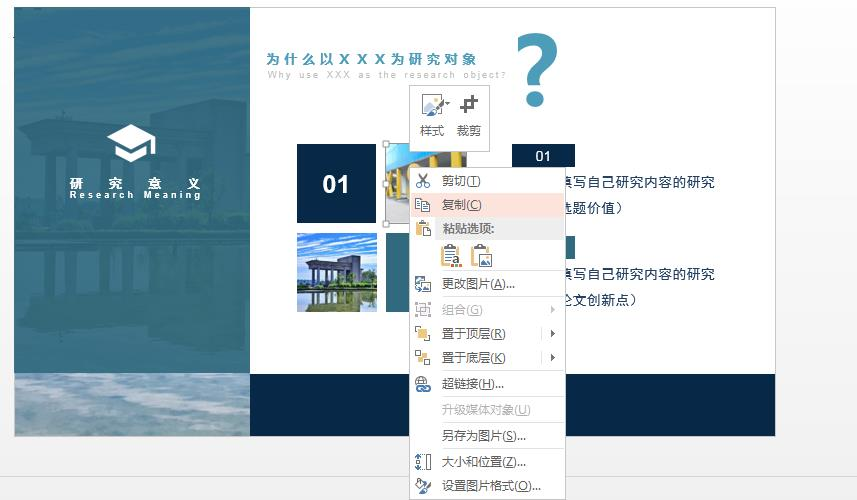 为什么以XXX为研究对象
Why use XXX as the research object?
?
样式 裁剪
研究意义
Research Meaning
01
01
填写自己研究内容的研究
选题价值）
填写自己研究内容的研究
论文创新点）
剪切(T)
复制(C)
粘贴选项:
更改图片(A)...
组合(G)
置于顶层(R)
置于底层(K)
超链接(H)...
升级媒体对象(U)
另存为图片(S)...
大小和位置(Z)...
设置图片格式(O)...